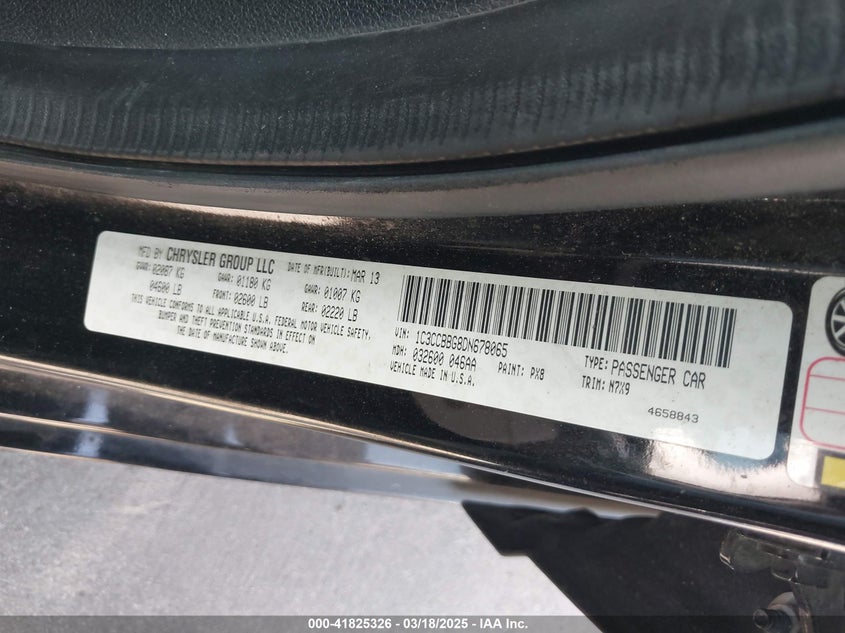 MFD BY CHRYSLER GROUP LLC DATE OF MFR(BUILT): MAR 13
GVWR: 02087 KG GAWR: 01180 KG GAWR: 01007 KG
04600 LB FRONT: 02600 LB REAR: 02220 LB
THIS VEHICLE CONFORMS TO ALL APPLICABLE U.S.A. FEDERAL MOTOR VEHICLE SAFETY,
BUMPER AND THEFT PREVENTION STANDARDS IN EFFECT ON THE DATE OF
MANUFACTURE SHOWN ABOVE.
VIN: 1C3CCBBG8DN678065 TYPE: PASSENGER CAR
MDH: 032600 046AA PAINT: PX8 TRIM: N7X9
VEHICLE MADE IN U.S.A.
4658843
000-41825326 | 03/18/2025 | IAA Inc.